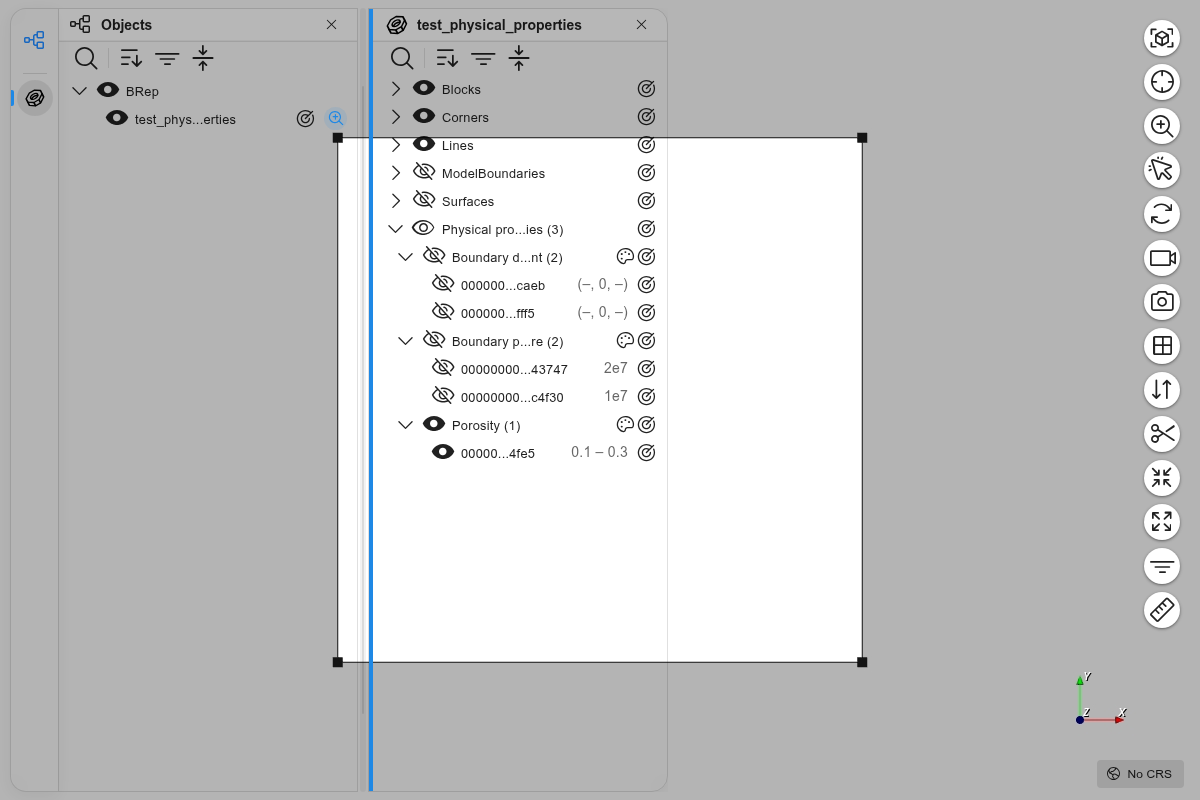 Objects
BRep
test_phys...erties
test_physical_properties
Blocks
Corners
Lines
ModelBoundaries
Surfaces
Physical pro...ies (3)
Boundary d...nt (2)
000000...caeb (–, 0, –)
000000...fff5 (–, 0, –)
Boundary p...re (2)
00000000...43747 2e7
00000000...c4f30 1e7
Porosity (1)
00000...4fe5 0.1 – 0.3
Y
Z X
No CRS